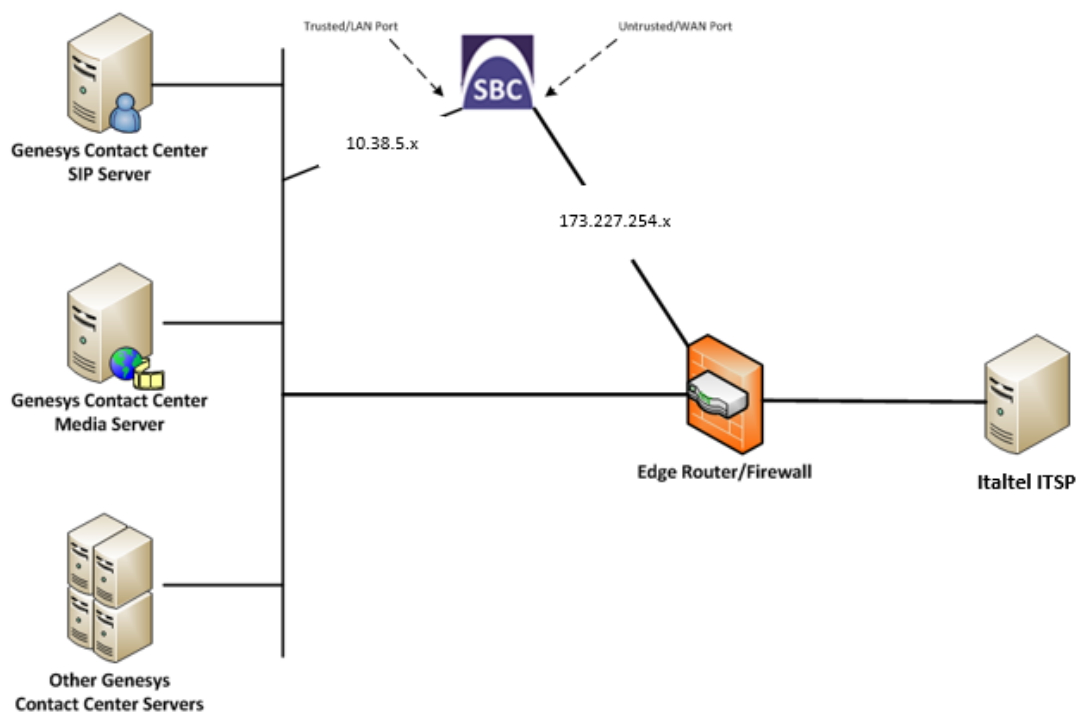 Trusted/LAN Port
Untrusted/WAN Port
SBC
10.38.5.x
Genesys Contact Center
SIP Server
173.227.254.x
Genesys Contact Center
Media Server
Edge Router/Firewall
Italtel ITSP
Other Genesys
Contact Center Servers